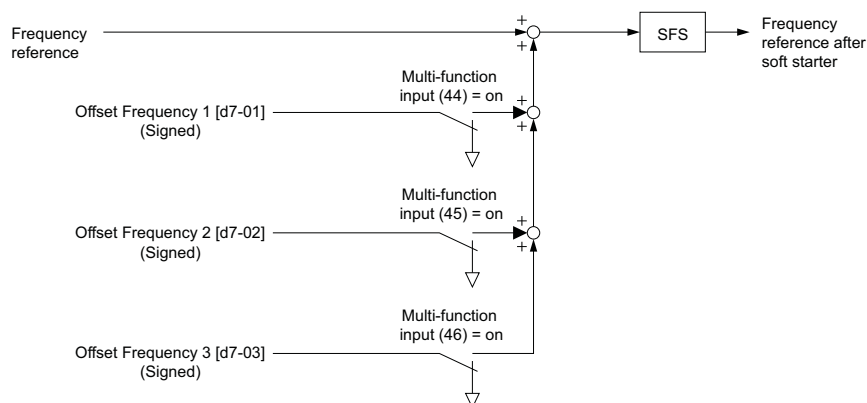 Frequency
reference
+
+
SFS
Frequency
reference after
soft starter
Multi-function
input (44) = on
Offset Frequency 1 [d7-01]
(Signed)
+
+
Multi-function
input (45) = on
Offset Frequency 2 [d7-02]
(Signed)
+
+
Multi-function
input (46) = on
Offset Frequency 3 [d7-03]
(Signed)